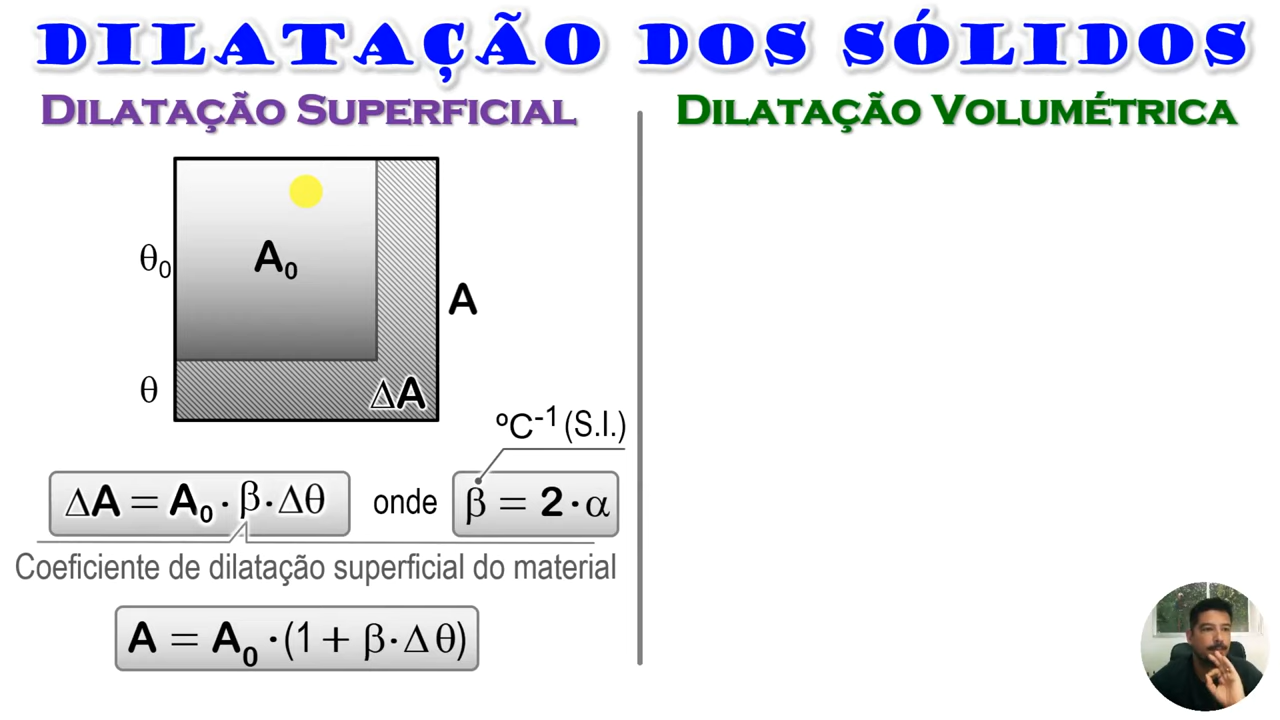 DILATAÇÃO DOS SÓLIDOS
DILATAÇÃO SUPERFICIAL
θ₀
A₀
A
θ
ΔA
ºC⁻¹ (S.I.)
ΔA = A₀ · β · Δθ onde β = 2 · α
Coeficiente de dilatação superficial do material
A = A₀ · (1 + β · Δθ)
DILATAÇÃO VOLUMÉTRICA